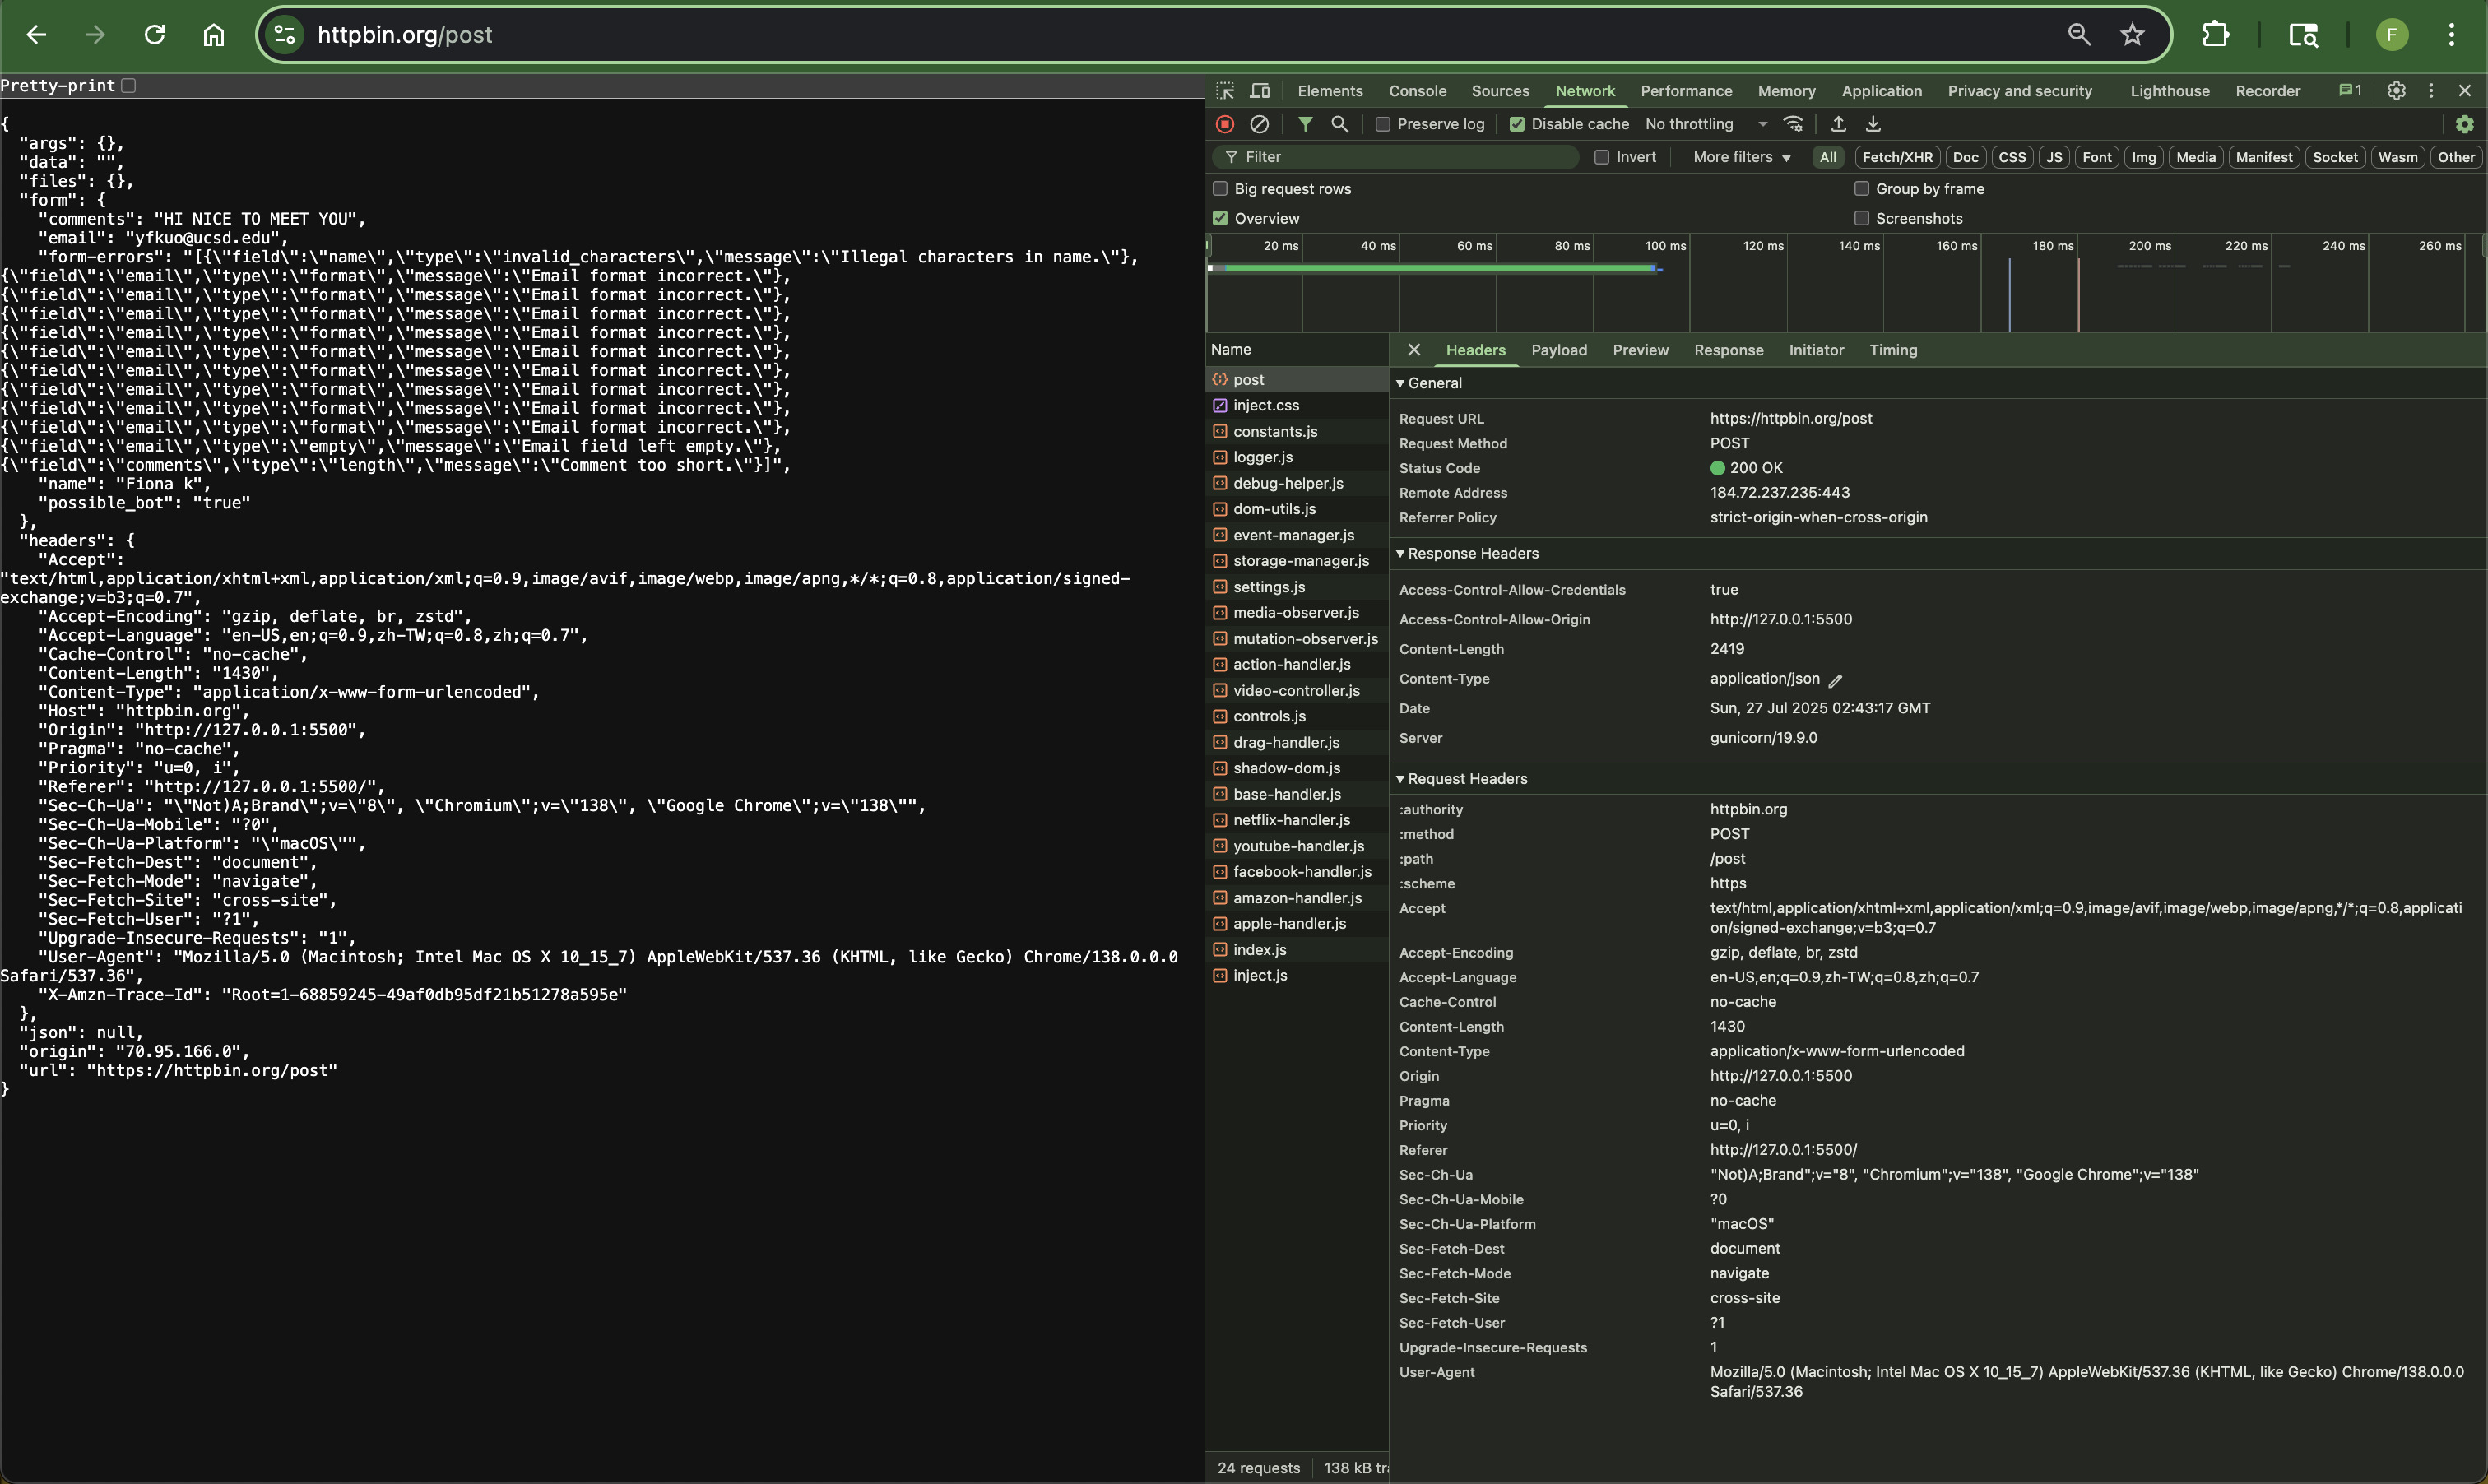 httpbin.org/post
F
Pretty-print
{
  "args": {},
  "data": "",
  "files": {},
  "form": {
    "comments": "HI NICE TO MEET YOU",
    "email": "yfkuo@ucsd.edu",
    "form-errors": "[{\"field\":\"name\",\"type\":\"invalid_characters\",\"message\":\"Illegal characters in name.\"},
{\"field\":\"email\",\"type\":\"format\",\"message\":\"Email format incorrect.\"},
{\"field\":\"email\",\"type\":\"format\",\"message\":\"Email format incorrect.\"},
{\"field\":\"email\",\"type\":\"format\",\"message\":\"Email format incorrect.\"},
{\"field\":\"email\",\"type\":\"format\",\"message\":\"Email format incorrect.\"},
{\"field\":\"email\",\"type\":\"format\",\"message\":\"Email format incorrect.\"},
{\"field\":\"email\",\"type\":\"format\",\"message\":\"Email format incorrect.\"},
{\"field\":\"email\",\"type\":\"format\",\"message\":\"Email format incorrect.\"},
{\"field\":\"email\",\"type\":\"format\",\"message\":\"Email format incorrect.\"},
{\"field\":\"email\",\"type\":\"format\",\"message\":\"Email format incorrect.\"},
{\"field\":\"email\",\"type\":\"empty\",\"message\":\"Email field left empty.\"},
{\"field\":\"comments\",\"type\":\"length\",\"message\":\"Comment too short.\"}]",
    "name": "Fiona k",
    "possible_bot": "true"
  },
  "headers": {
    "Accept":
"text/html,application/xhtml+xml,application/xml;q=0.9,image/avif,image/webp,image/apng,*/*;q=0.8,application/signed-
exchange;v=b3;q=0.7",
    "Accept-Encoding": "gzip, deflate, br, zstd",
    "Accept-Language": "en-US,en;q=0.9,zh-TW;q=0.8,zh;q=0.7",
    "Cache-Control": "no-cache",
    "Content-Length": "1430",
    "Content-Type": "application/x-www-form-urlencoded",
    "Host": "httpbin.org",
    "Origin": "http://127.0.0.1:5500",
    "Pragma": "no-cache",
    "Priority": "u=0, i",
    "Referer": "http://127.0.0.1:5500/",
    "Sec-Ch-Ua": "\"Not)A;Brand\";v=\"8\", \"Chromium\";v=\"138\", \"Google Chrome\";v=\"138\"",
    "Sec-Ch-Ua-Mobile": "?0",
    "Sec-Ch-Ua-Platform": "\"macOS\"",
    "Sec-Fetch-Dest": "document",
    "Sec-Fetch-Mode": "navigate",
    "Sec-Fetch-Site": "cross-site",
    "Sec-Fetch-User": "?1",
    "Upgrade-Insecure-Requests": "1",
    "User-Agent": "Mozilla/5.0 (Macintosh; Intel Mac OS X 10_15_7) AppleWebKit/537.36 (KHTML, like Gecko) Chrome/138.0.0.0
Safari/537.36",
    "X-Amzn-Trace-Id": "Root=1-68859245-49af0db95df21b51278a595e"
  },
  "json": null,
  "origin": "70.95.166.0",
  "url": "https://httpbin.org/post"
}
Elements Console Sources Network Performance Memory Application Privacy and security Lighthouse Recorder 1
Preserve log Disable cache No throttling
Filter Invert More filters All Fetch/XHR Doc CSS JS Font Img Media Manifest Socket Wasm Other
Big request rows Group by frame
Overview Screenshots
20 ms 40 ms 60 ms 80 ms 100 ms 120 ms 140 ms 160 ms 180 ms 200 ms 220 ms 240 ms 260 ms
Name
post
inject.css
constants.js
logger.js
debug-helper.js
dom-utils.js
event-manager.js
storage-manager.js
settings.js
media-observer.js
mutation-observer.js
action-handler.js
video-controller.js
controls.js
drag-handler.js
shadow-dom.js
base-handler.js
netflix-handler.js
youtube-handler.js
facebook-handler.js
amazon-handler.js
apple-handler.js
index.js
inject.js
24 requests 138 kB tra
Headers Payload Preview Response Initiator Timing
General
Request URL https://httpbin.org/post
Request Method POST
Status Code 200 OK
Remote Address 184.72.237.235:443
Referrer Policy strict-origin-when-cross-origin
Response Headers
Access-Control-Allow-Credentials true
Access-Control-Allow-Origin http://127.0.0.1:5500
Content-Length 2419
Content-Type application/json
Date Sun, 27 Jul 2025 02:43:17 GMT
Server gunicorn/19.9.0
Request Headers
:authority httpbin.org
:method POST
:path /post
:scheme https
Accept text/html,application/xhtml+xml,application/xml;q=0.9,image/avif,image/webp,image/apng,*/*;q=0.8,applicati
on/signed-exchange;v=b3;q=0.7
Accept-Encoding gzip, deflate, br, zstd
Accept-Language en-US,en;q=0.9,zh-TW;q=0.8,zh;q=0.7
Cache-Control no-cache
Content-Length 1430
Content-Type application/x-www-form-urlencoded
Origin http://127.0.0.1:5500
Pragma no-cache
Priority u=0, i
Referer http://127.0.0.1:5500/
Sec-Ch-Ua "Not)A;Brand";v="8", "Chromium";v="138", "Google Chrome";v="138"
Sec-Ch-Ua-Mobile ?0
Sec-Ch-Ua-Platform "macOS"
Sec-Fetch-Dest document
Sec-Fetch-Mode navigate
Sec-Fetch-Site cross-site
Sec-Fetch-User ?1
Upgrade-Insecure-Requests 1
User-Agent Mozilla/5.0 (Macintosh; Intel Mac OS X 10_15_7) AppleWebKit/537.36 (KHTML, like Gecko) Chrome/138.0.0.0
Safari/537.36